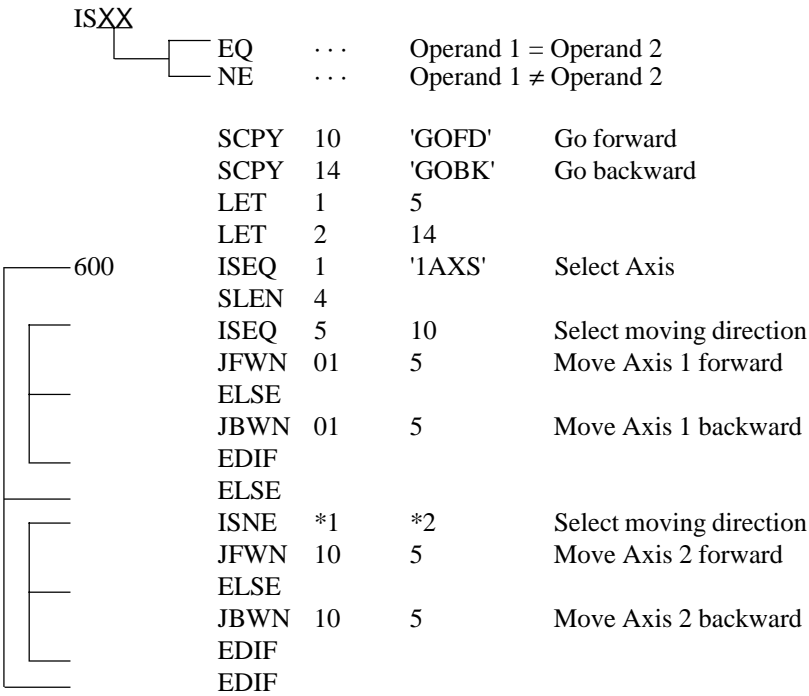 ISXX
EQ · · · Operand 1 = Operand 2
NE · · · Operand 1 ≠ Operand 2
SCPY 10 'GOFD' Go forward
SCPY 14 'GOBK' Go backward
LET 1 5
LET 2 14
600 ISEQ 1 '1AXS' Select Axis
SLEN 4
ISEQ 5 10 Select moving direction
JFWN 01 5 Move Axis 1 forward
ELSE
JBWN 01 5 Move Axis 1 backward
EDIF
ELSE
ISNE *1 *2 Select moving direction
JFWN 10 5 Move Axis 2 forward
ELSE
JBWN 10 5 Move Axis 2 backward
EDIF
EDIF